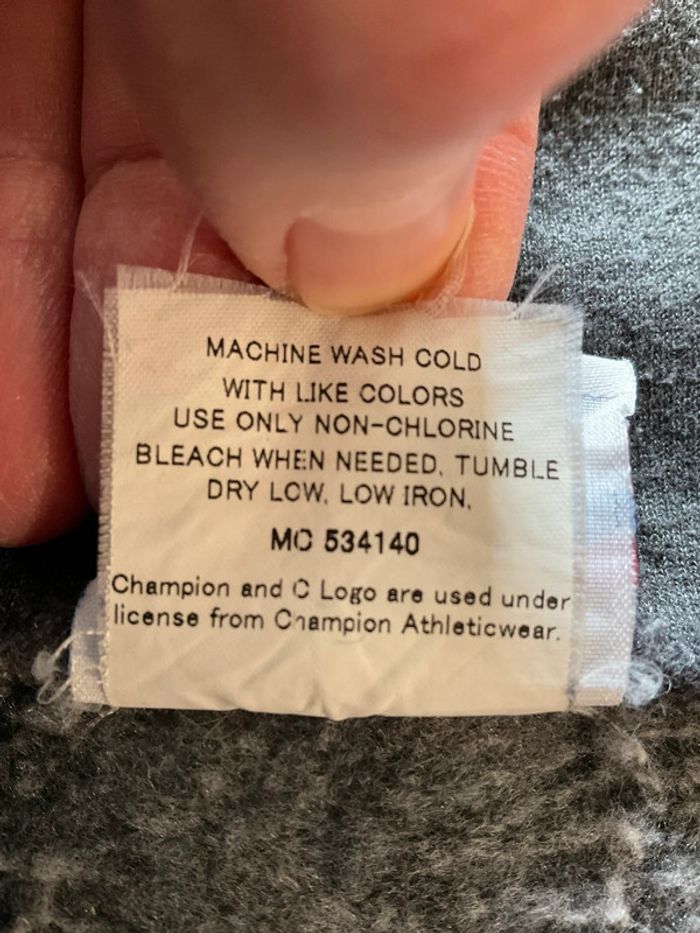 MACHINE WASH COLD
WITH LIKE COLORS
USE ONLY NON-CHLORINE
BLEACH WHEN NEEDED. TUMBLE
DRY LOW. LOW IRON.
MC 534140
Champion and C Logo are used under
license from Champion Athleticwear.